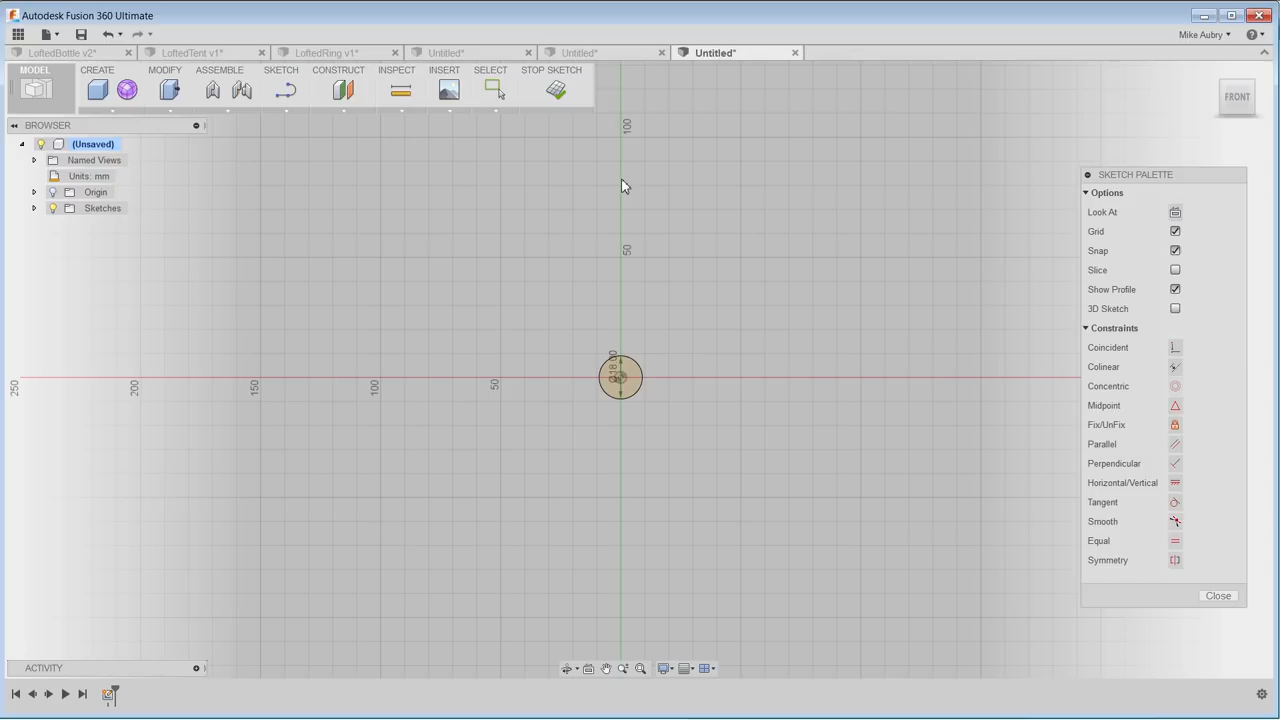 Autodesk Fusion 360 Ultimate
Mike Aubry
LoftedBottle v2*
LoftedTent v1*
LoftedRing v1*
Untitled*
Untitled*
Untitled*
MODEL
CREATE
MODIFY
ASSEMBLE
SKETCH
CONSTRUCT
INSPECT
INSERT
SELECT
STOP SKETCH
FRONT
BROWSER
(Unsaved)
Named Views
Units: mm
Origin
Sketches
100
50
250
200
150
100
50
Ø18.00
SKETCH PALETTE
Options
Look At
Grid
Snap
Slice
Show Profile
3D Sketch
Constraints
Coincident
Colinear
Concentric
Midpoint
Fix/UnFix
Parallel
Perpendicular
Horizontal/Vertical
Tangent
Smooth
Equal
Symmetry
Close
ACTIVITY